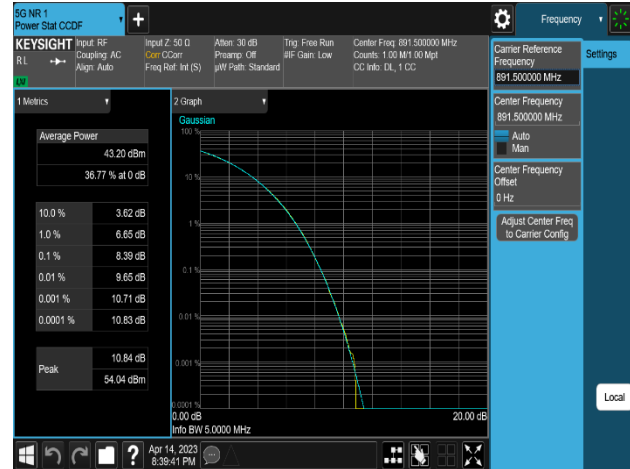 5G NR 1
Power Stat CCDF
Frequency
KEYSIGHT
RL
LM
Input: RF
Coupling: AC
Align: Auto
Input Z: 50 Ω
Corr CCorr
Freq Ref: Int (S)
Atten: 30 dB
Preamp: Off
µW Path: Standard
Trig: Free Run
#IF Gain: Low
Center Freq: 891.500000 MHz
Counts: 1.00 M/1.00 Mpt
CC Info: DL, 1 CC
1 Metrics
Average Power
43.20 dBm
36.77 % at 0 dB
10.0 % 3.62 dB
1.0 % 6.65 dB
0.1 % 8.39 dB
0.01 % 9.65 dB
0.001 % 10.71 dB
0.0001 % 10.83 dB
Peak
10.84 dB
54.04 dBm
2 Graph
Gaussian
100 %
10 %
1 %
0.1 %
0.01 %
0.001 %
0.0001 %
0.00 dB
20.00 dB
Info BW 5.0000 MHz
Carrier Reference
Frequency
891.500000 MHz
Center Frequency
891.500000 MHz
Auto
Man
Center Frequency
Offset
0 Hz
Adjust Center Freq
to Carrier Config
Settings
Local
?
Apr 14, 2023
8:39:41 PM